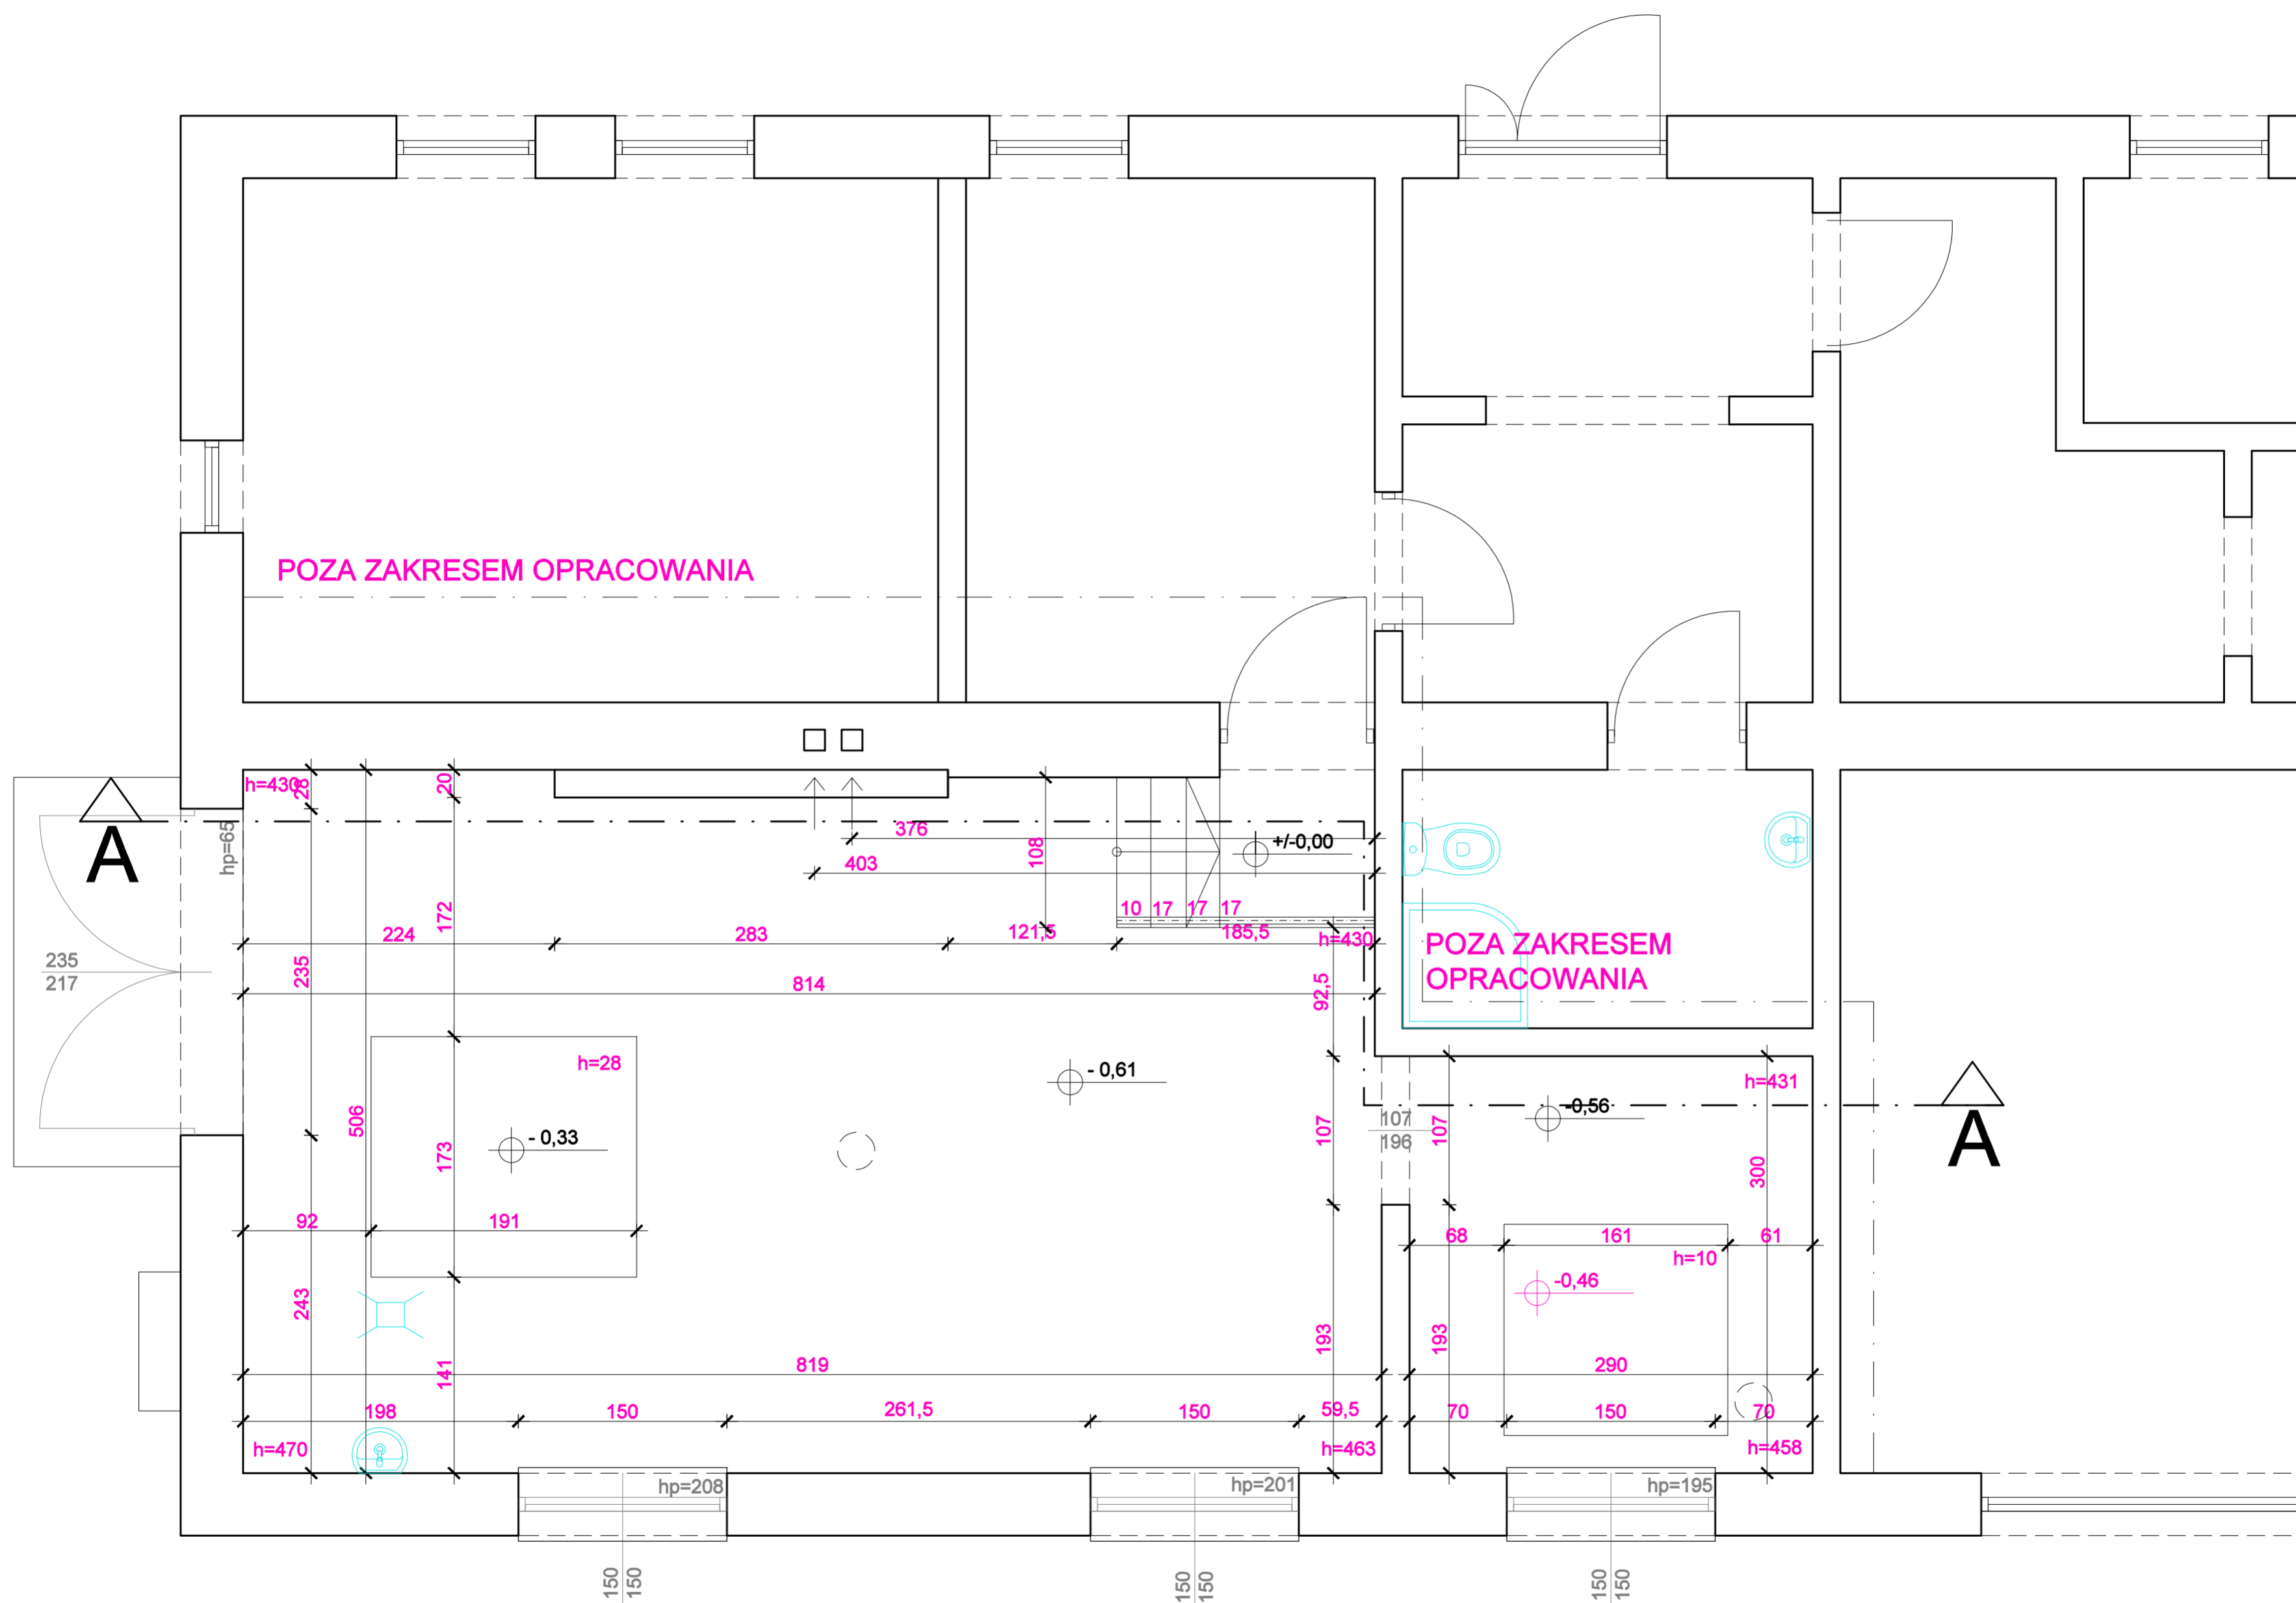 POZA ZAKRESEM OPRACOWANIA
h=430
28
20
hp=65
A
376
+/-0,00
403
108
172
10 17 17 17
224
283
121,5
185,5
h=430
POZA ZAKRESEM
OPRACOWANIA
235
217
235
814
92,5
h=28
- 0,61
h=431
506
- 0,33
173
107
107
196
107
-0,56
300
A
92
191
68
161
61
h=10
-0,46
243
141
819
193
193
290
198
150
261,5
150
59,5
70
150
70
h=470
h=463
h=458
hp=208
hp=201
hp=195
150
150
150
150
150
150